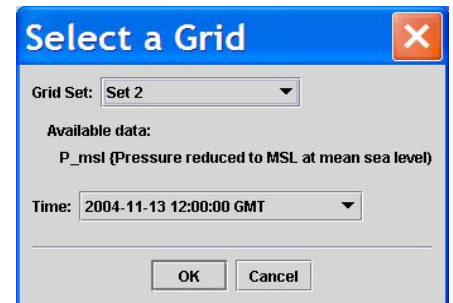 Select a Grid
Grid Set: Set 2
Available data:
P_msl {Pressure reduced to MSL at mean sea level)
Time: 2004-11-13 12:00:00 GMT
OK Cancel